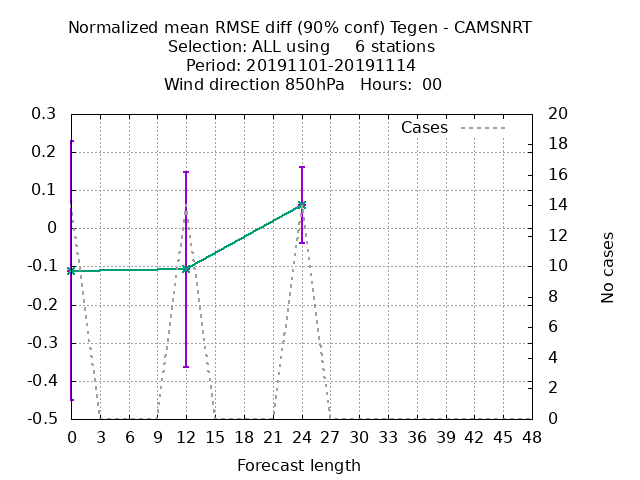 Normalized mean RMSE diff (90% conf) Tegen - CAMSNRT
Selection: ALL using     6 stations
Period: 20191101-20191114
Wind direction 850hPa   Hours:  00
Cases
0.3
0.2
0.1
0
-0.1
-0.2
-0.3
-0.4
-0.5
20
18
16
14
12
10
8
6
4
2
0
No cases
0 3 6 9 12 15 18 21 24 27 30 33 36 39 42 45 48
Forecast length